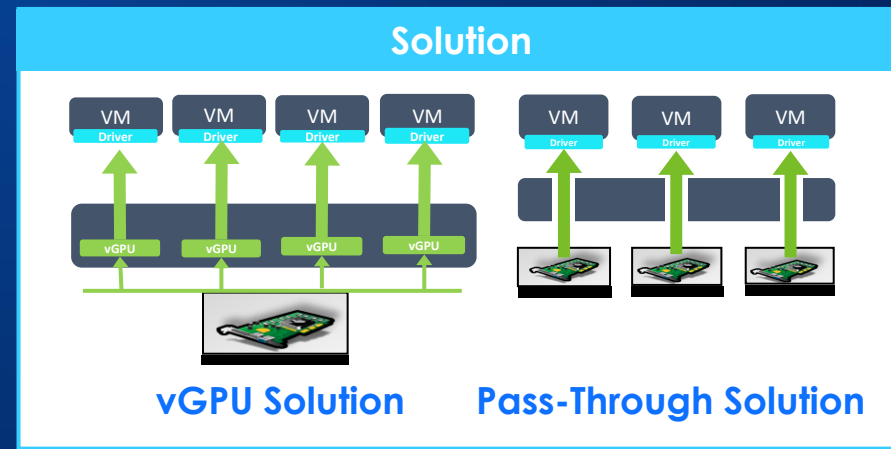 Solution
VM VM VM VM
Driver Driver Driver Driver
vGPU vGPU vGPU vGPU
vGPU Solution
VM VM VM
Driver Driver Driver
Pass-Through Solution